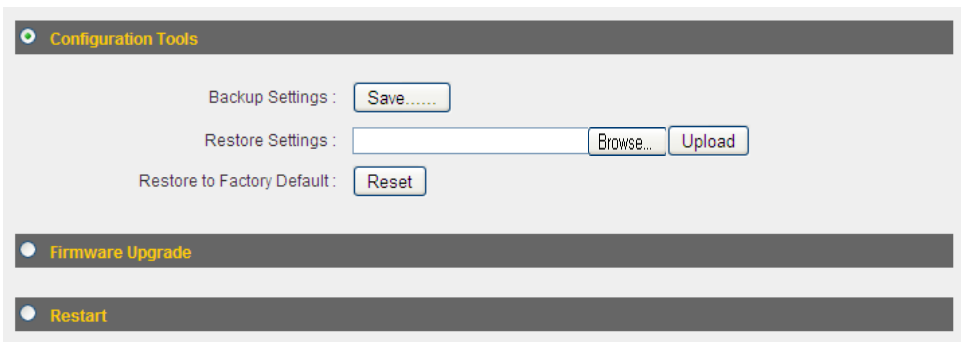 Configuration Tools
Backup Settings : Save......
Restore Settings : Browse... Upload
Restore to Factory Default : Reset
Firmware Upgrade
Restart